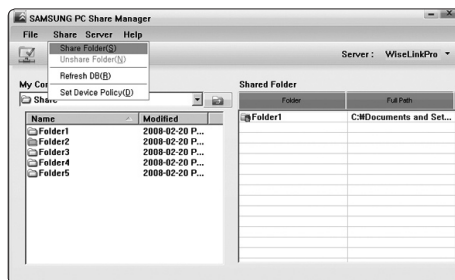 SAMSUNG PC Share Manager
File Share Server Help
Share Folder(S)
Unshare Folder(N)
Refresh DB(R)
Set Device Policy(D)
Server : WiseLinkPro
My Co
Share
Name Modified
Folder1 2008-02-20 P...
Folder2 2008-02-20 P...
Folder3 2008-02-20 P...
Folder4 2008-02-20 P...
Folder5 2008-02-20 P...
Shared Folder
Folder Full Path
Folder1 C:₩Documents and Set...